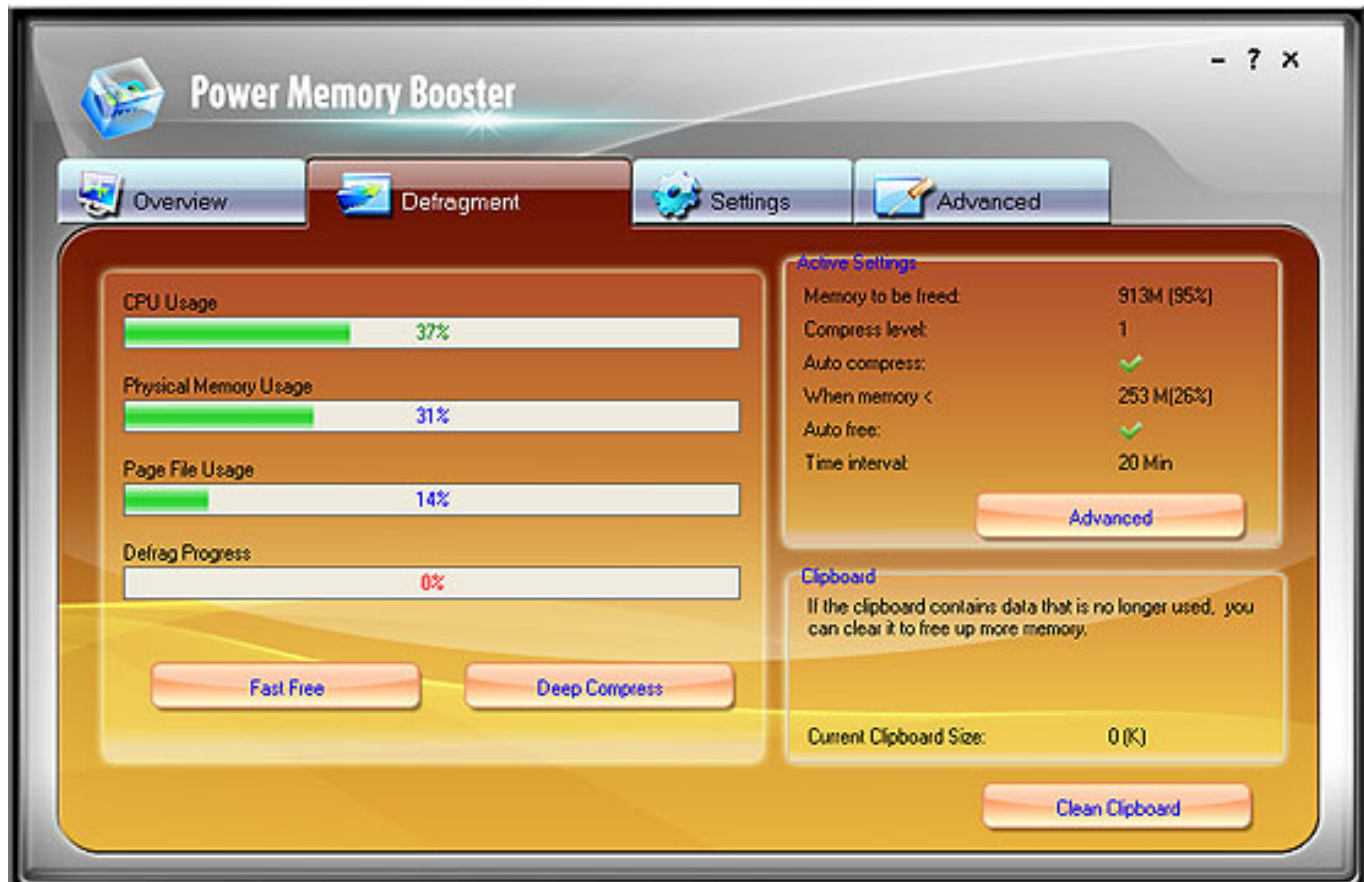 Power Memory Booster
- ? ×
Overview
Defragment
Settings
Advanced
CPU Usage
37%
Physical Memory Usage
31%
Page File Usage
14%
Defrag Progress
0%
Fast Free
Deep Compress
Active Settings
Memory to be freed: 913M (95%)
Compress level: 1
Auto compress:
When memory < 253 M(26%)
Auto free:
Time interval: 20 Min
Advanced
Clipboard
If the clipboard contains data that is no longer used, you
can clear it to free up more memory.
Current Clipboard Size: 0 (K)
Clean Clipboard